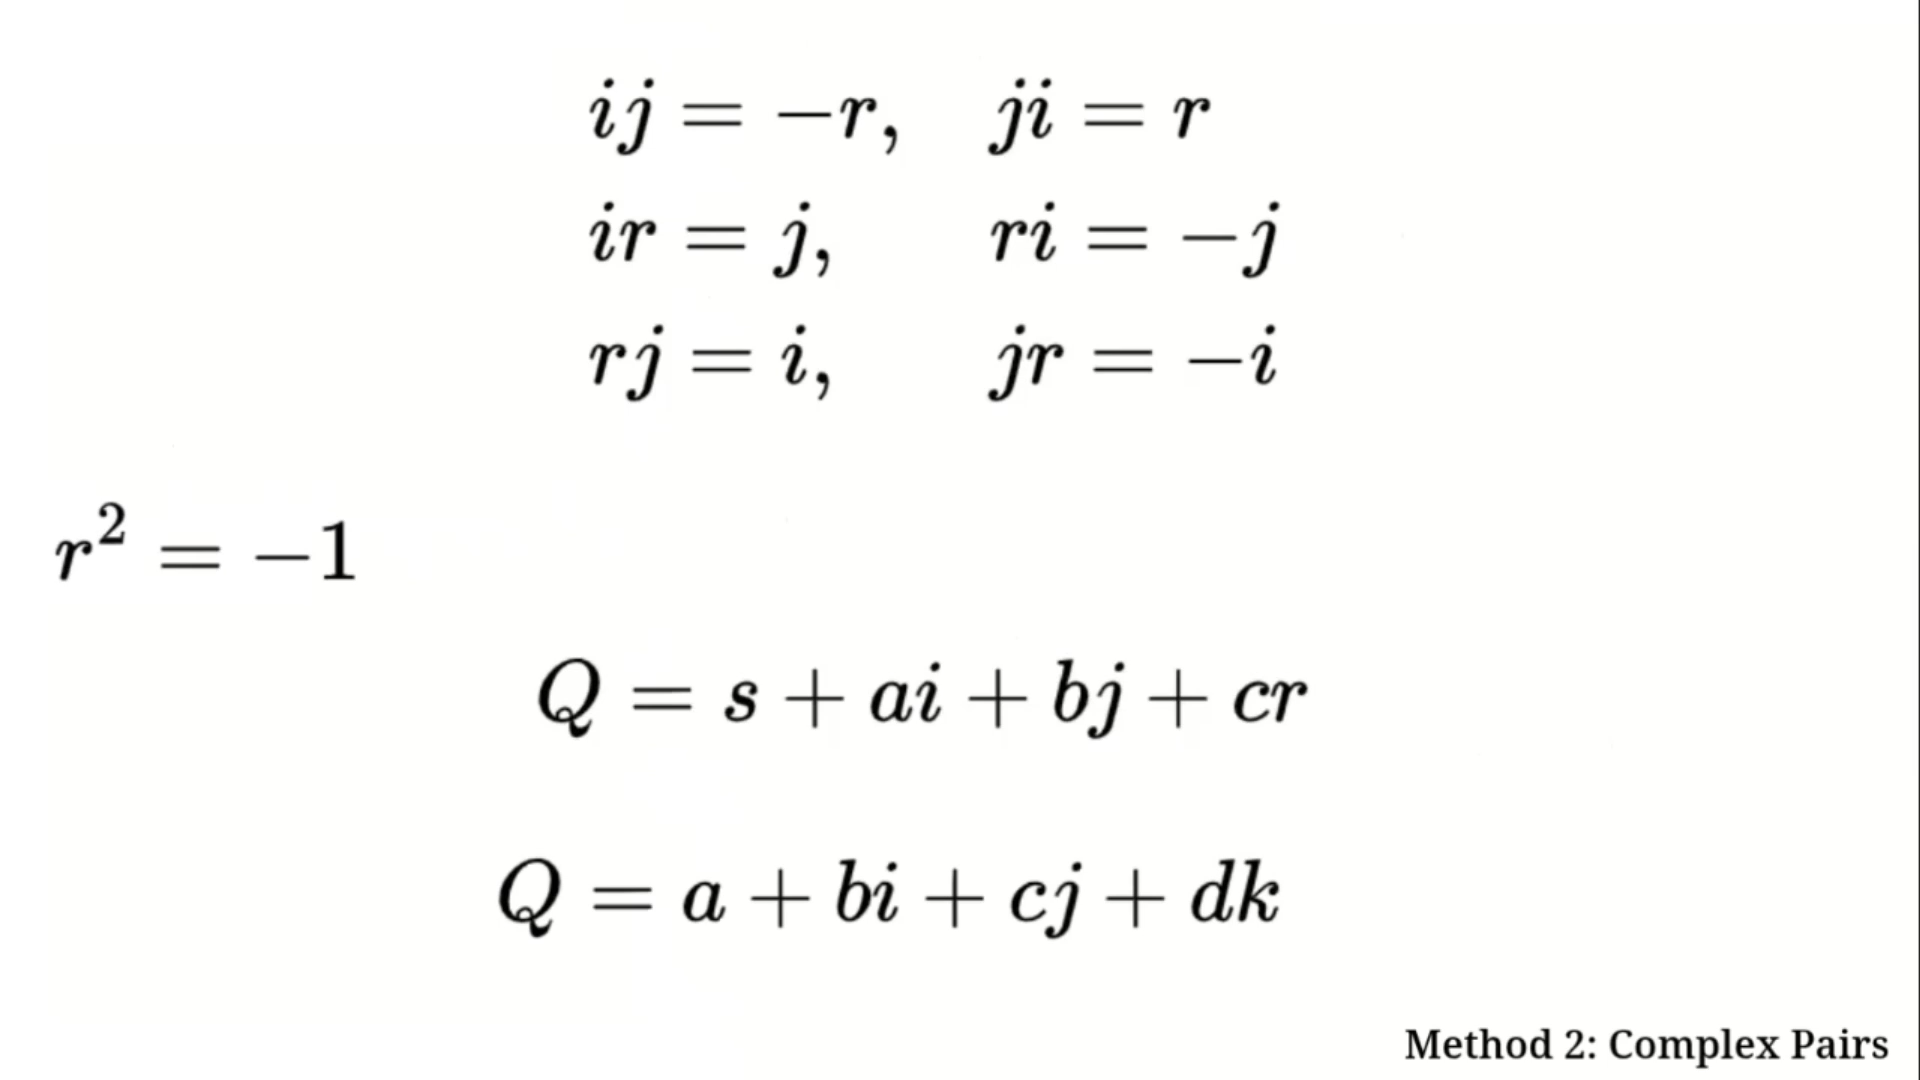 ij = −r, ji = r
ir = j, ri = −j
rj = i, jr = −i
r² = −1
Q = s + ai + bj + cr
Q = a + bi + cj + dk
Method 2: Complex Pairs